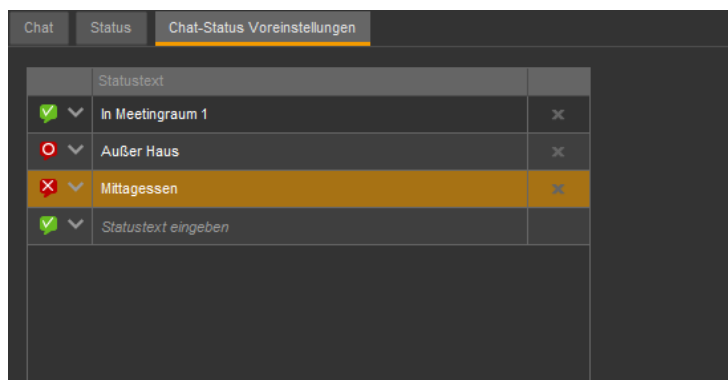 Chat Status Chat-Status Voreinstellungen
Statustext
In Meetingraum 1
Außer Haus
Mittagessen
Statustext eingeben